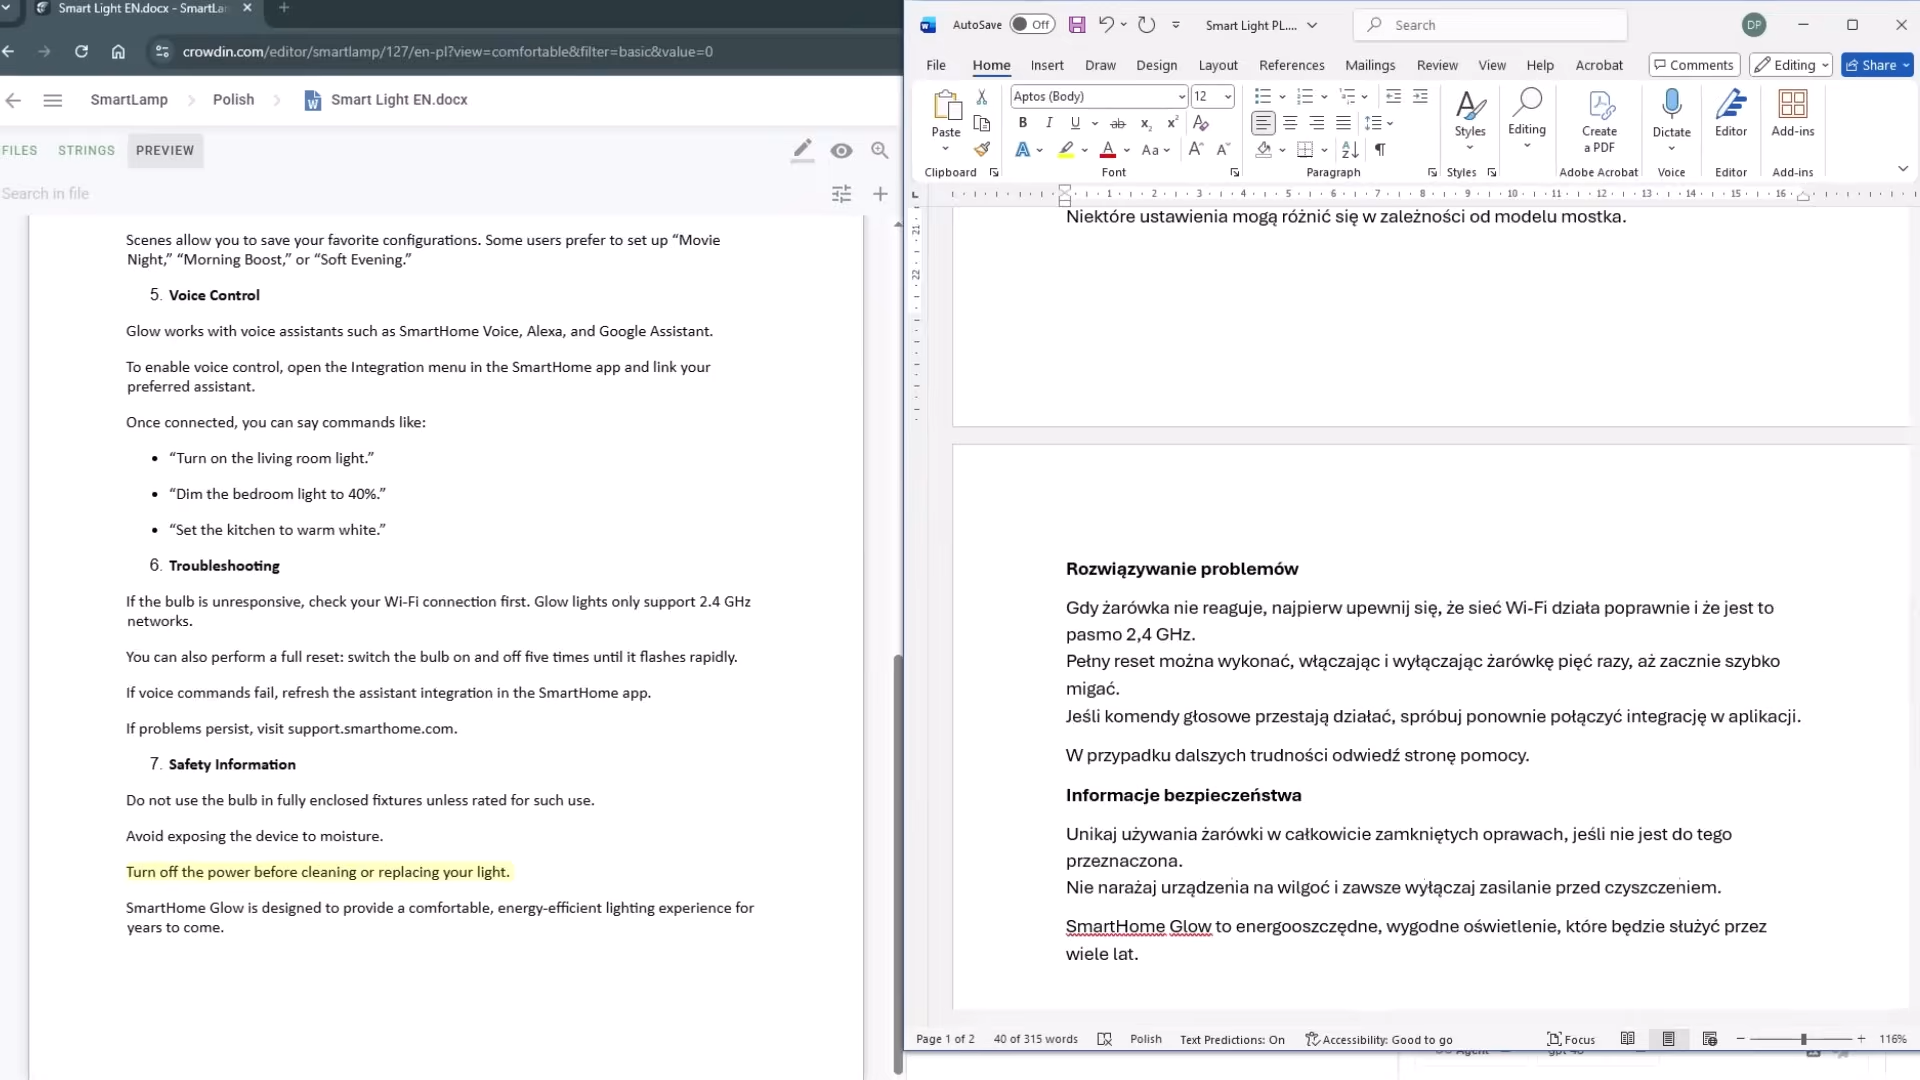 Smart Light EN.docx - SmartLa
crowdin.com/editor/smartlamp/127/en-pl?view=comfortable&filter=basic&value=0
SmartLamp
Polish
Smart Light EN.docx
FILES
STRINGS
PREVIEW
Search in file
Scenes allow you to save your favorite configurations. Some users prefer to set up “Movie
Night,” “Morning Boost,” or “Soft Evening.”
5. Voice Control
Glow works with voice assistants such as SmartHome Voice, Alexa, and Google Assistant.
To enable voice control, open the Integration menu in the SmartHome app and link your
preferred assistant.
Once connected, you can say commands like:
• “Turn on the living room light.”
• “Dim the bedroom light to 40%.”
• “Set the kitchen to warm white.”
6. Troubleshooting
If the bulb is unresponsive, check your Wi-Fi connection first. Glow lights only support 2.4 GHz
networks.
You can also perform a full reset: switch the bulb on and off five times until it flashes rapidly.
If voice commands fail, refresh the assistant integration in the SmartHome app.
If problems persist, visit support.smarthome.com.
7. Safety Information
Do not use the bulb in fully enclosed fixtures unless rated for such use.
Avoid exposing the device to moisture.
Turn off the power before cleaning or replacing your light.
SmartHome Glow is designed to provide a comfortable, energy-efficient lighting experience for
years to come.
AutoSave Off
Smart Light PL....
Search
DP
File Home Insert Draw Design Layout References Mailings Review View Help Acrobat
Comments Editing Share
Paste
Aptos (Body) 12
Styles
Editing
Create
a PDF
Dictate
Editor
Add-ins
Clipboard Font Paragraph Styles Adobe Acrobat Voice Editor Add-ins
1 2 3 4 5 6 7 8 9 10 11 12 13 14 15 16
21
22
Niektóre ustawienia mogą różnić się w zależności od modelu mostka.
Rozwiązywanie problemów
Gdy żarówka nie reaguje, najpierw upewnij się, że sieć Wi-Fi działa poprawnie i że jest to
pasmo 2,4 GHz.
Pełny reset można wykonać, włączając i wyłączając żarówkę pięć razy, aż zacznie szybko
migać.
Jeśli komendy głosowe przestają działać, spróbuj ponownie połączyć integrację w aplikacji.
W przypadku dalszych trudności odwiedź stronę pomocy.
Informacje bezpieczeństwa
Unikaj używania żarówki w całkowicie zamkniętych oprawach, jeśli nie jest do tego
przeznaczona.
Nie narażaj urządzenia na wilgoć i zawsze wyłączaj zasilanie przed czyszczeniem.
SmartHome Glow to energooszczędne, wygodne oświetlenie, które będzie służyć przez
wiele lat.
Page 1 of 2 40 of 315 words Polish Text Predictions: On Accessibility: Good to go Focus 116%